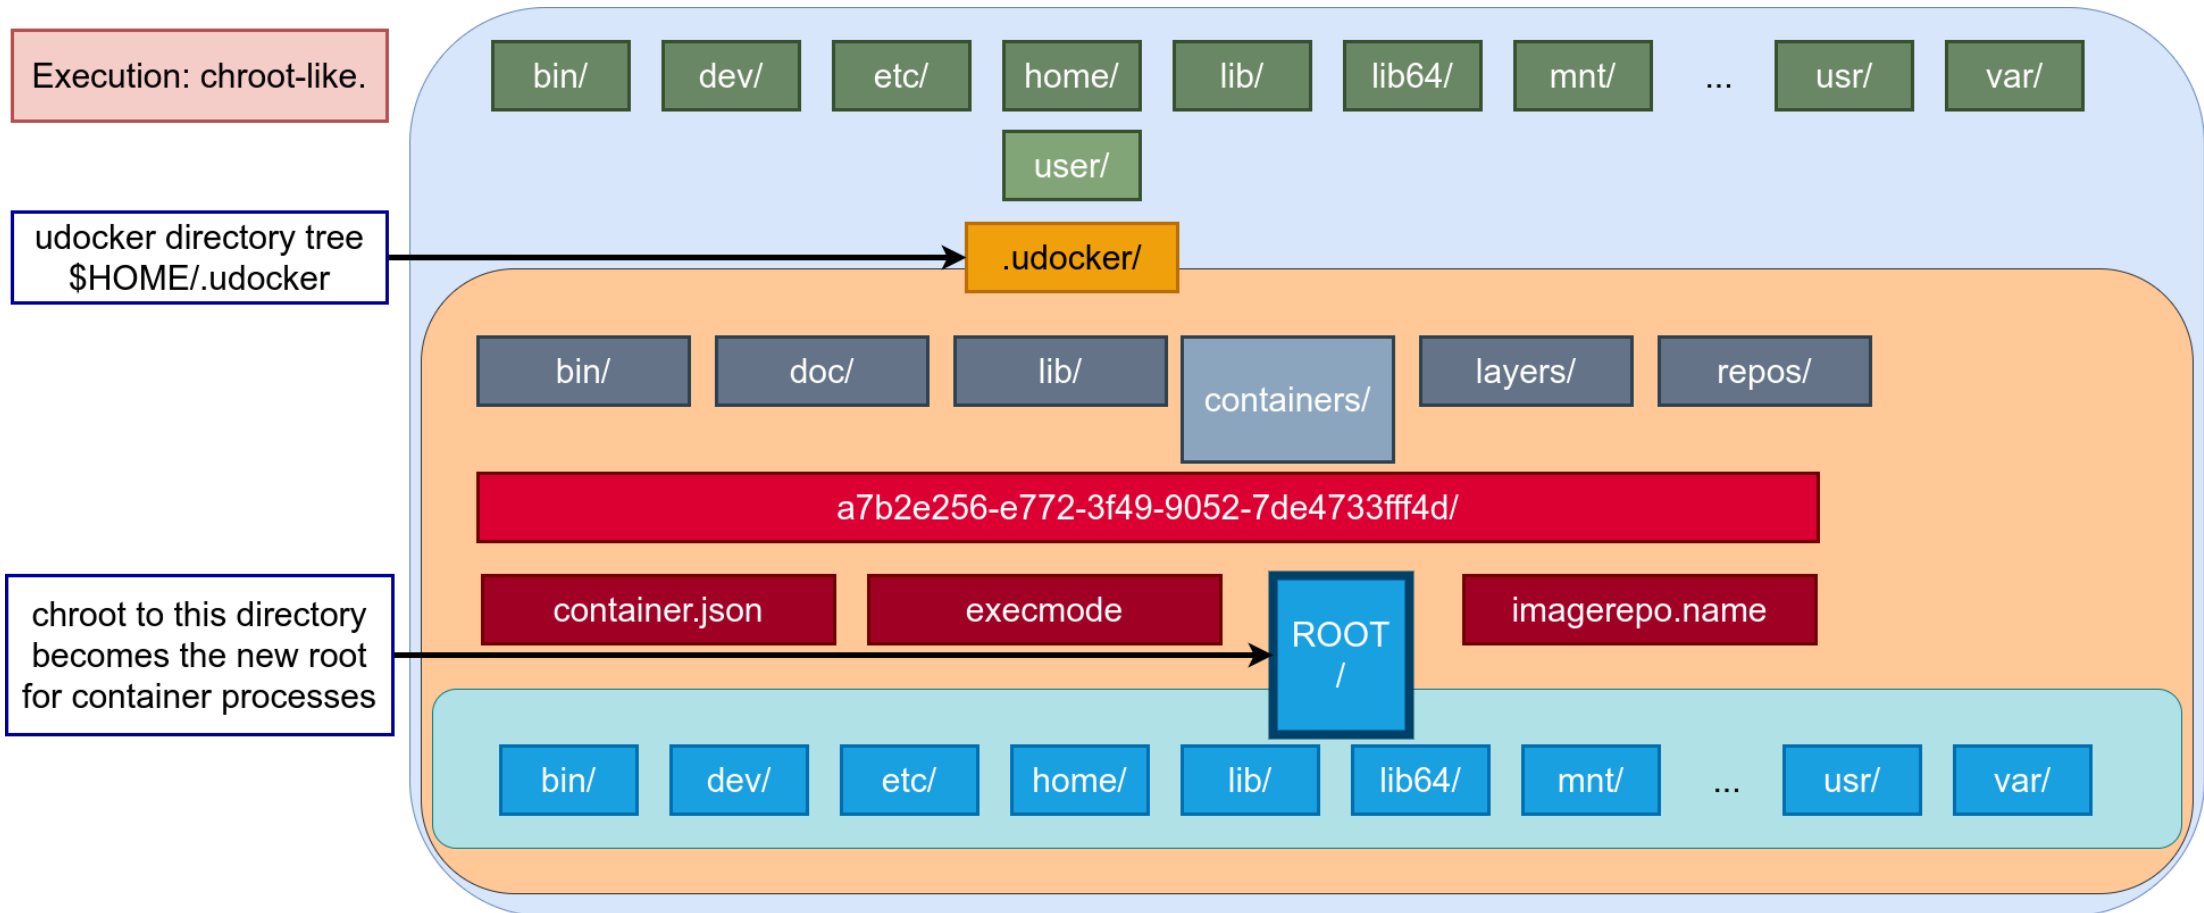 Execution: chroot-like.
bin/
dev/
etc/
home/
lib/
lib64/
mnt/
...
usr/
var/
user/
udocker directory tree
$HOME/.udocker
.udocker/
bin/
doc/
lib/
containers/
layers/
repos/
a7b2e256-e772-3f49-9052-7de4733fff4d/
chroot to this directory
becomes the new root
for container processes
container.json
execmode
ROOT
/
imagerepo.name
bin/
dev/
etc/
home/
lib/
lib64/
mnt/
...
usr/
var/